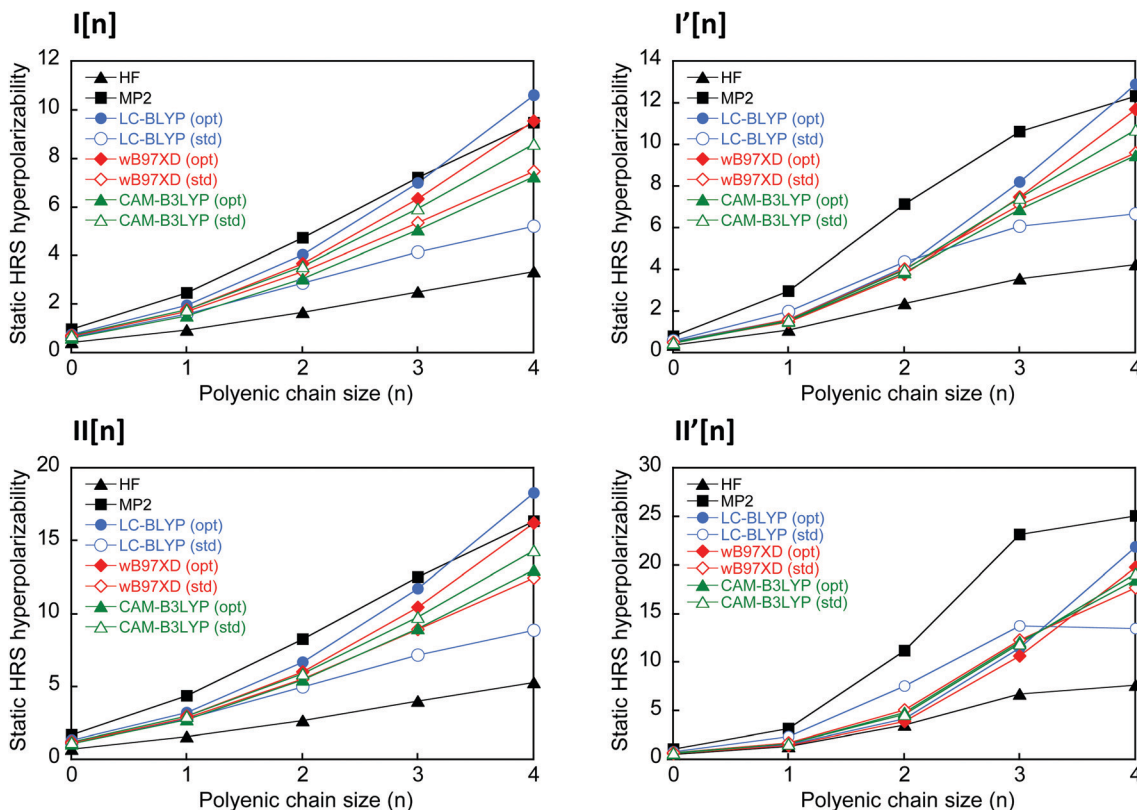 I[n]
Static HRS hyperpolarizability
12
10
8
6
4
2
0
HF
MP2
LC-BLYP (opt)
LC-BLYP (std)
wB97XD (opt)
wB97XD (std)
CAM-B3LYP (opt)
CAM-B3LYP (std)
0 1 2 3 4
Polyenic chain size (n)
I’[n]
Static HRS hyperpolarizability
14
12
10
8
6
4
2
0
HF
MP2
LC-BLYP (opt)
LC-BLYP (std)
wB97XD (opt)
wB97XD (std)
CAM-B3LYP (opt)
CAM-B3LYP (std)
0 1 2 3 4
Polyenic chain size (n)
II[n]
Static HRS hyperpolarizability
20
15
10
5
0
HF
MP2
LC-BLYP (opt)
LC-BLYP (std)
wB97XD (opt)
wB97XD (std)
CAM-B3LYP (opt)
CAM-B3LYP (std)
0 1 2 3 4
Polyenic chain size (n)
II’[n]
Static HRS hyperpolarizability
30
25
20
15
10
5
0
HF
MP2
LC-BLYP (opt)
LC-BLYP (std)
wB97XD (opt)
wB97XD (std)
CAM-B3LYP (opt)
CAM-B3LYP (std)
0 1 2 3 4
Polyenic chain size (n)